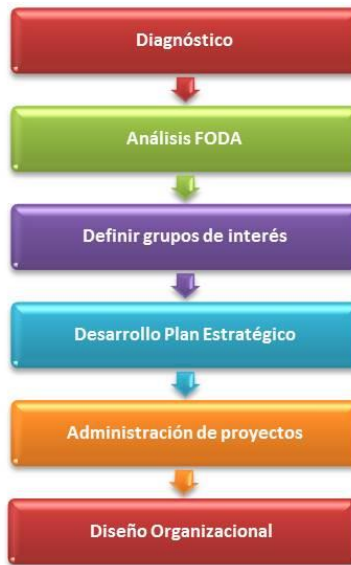 Diagnóstico
Análisis FODA
Definir grupos de interés
Desarrollo Plan Estratégico
Administración de proyectos
Diseño Organizacional